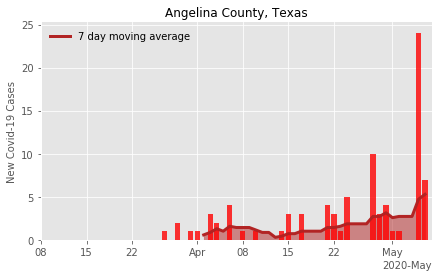 Angelina County, Texas
7 day moving average
New Covid-19 Cases
25
20
15
10
5
0
08 15 22 Apr 08 15 22 May
2020-May